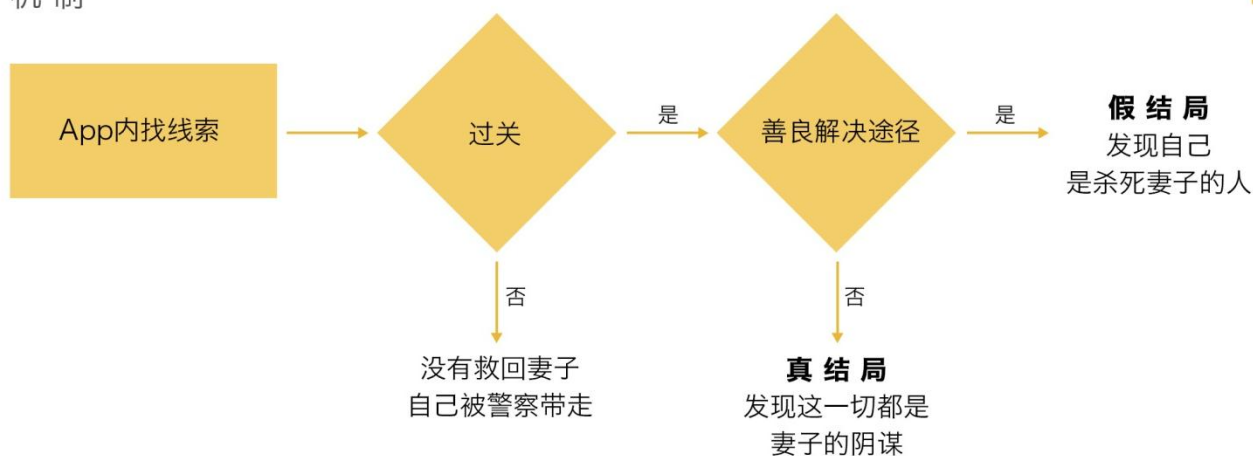 机 制
App内找线索
过关
是
善良解决途径
是
假 结 局
发现自己
是杀死妻子的人
否
没有救回妻子
自己被警察带走
否
真 结 局
发现这一切都是
妻子的阴谋